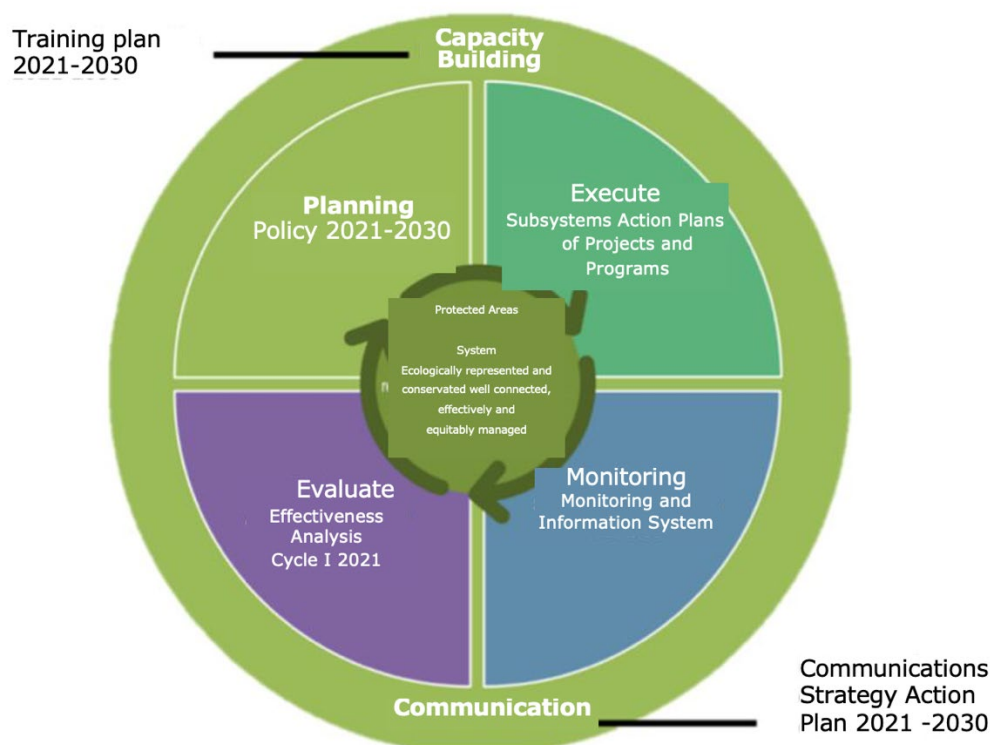 Training plan
2021-2030
Capacity
Building
Planning
Policy 2021-2030
Execute
Subsystems Action Plans
of Projects and
Programs
Protected Areas
System
Ecologically represented and
conservated well connected,
effectively and
equitably managed
Evaluate
Effectiveness
Analysis
Cycle I 2021
Monitoring
Monitoring and
Information System
Communication
Communications
Strategy Action
Plan 2021 -2030